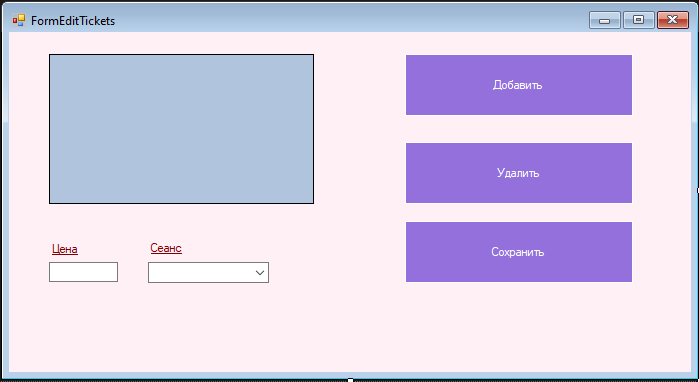 FormEditTickets
Добавить
Удалить
Цена
Сеанс
Сохранить